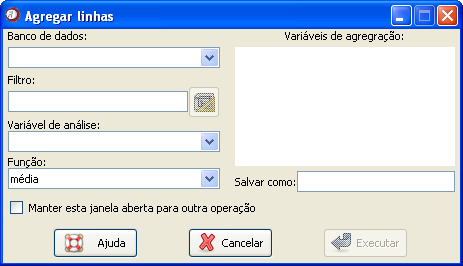 Agregar linhas
Banco de dados:
Variáveis de agregração:
Filtro:
Variável de análise:
Função:
média
Salvar como:
Manter esta janela aberta para outra operação
Ajuda
Cancelar
Executar